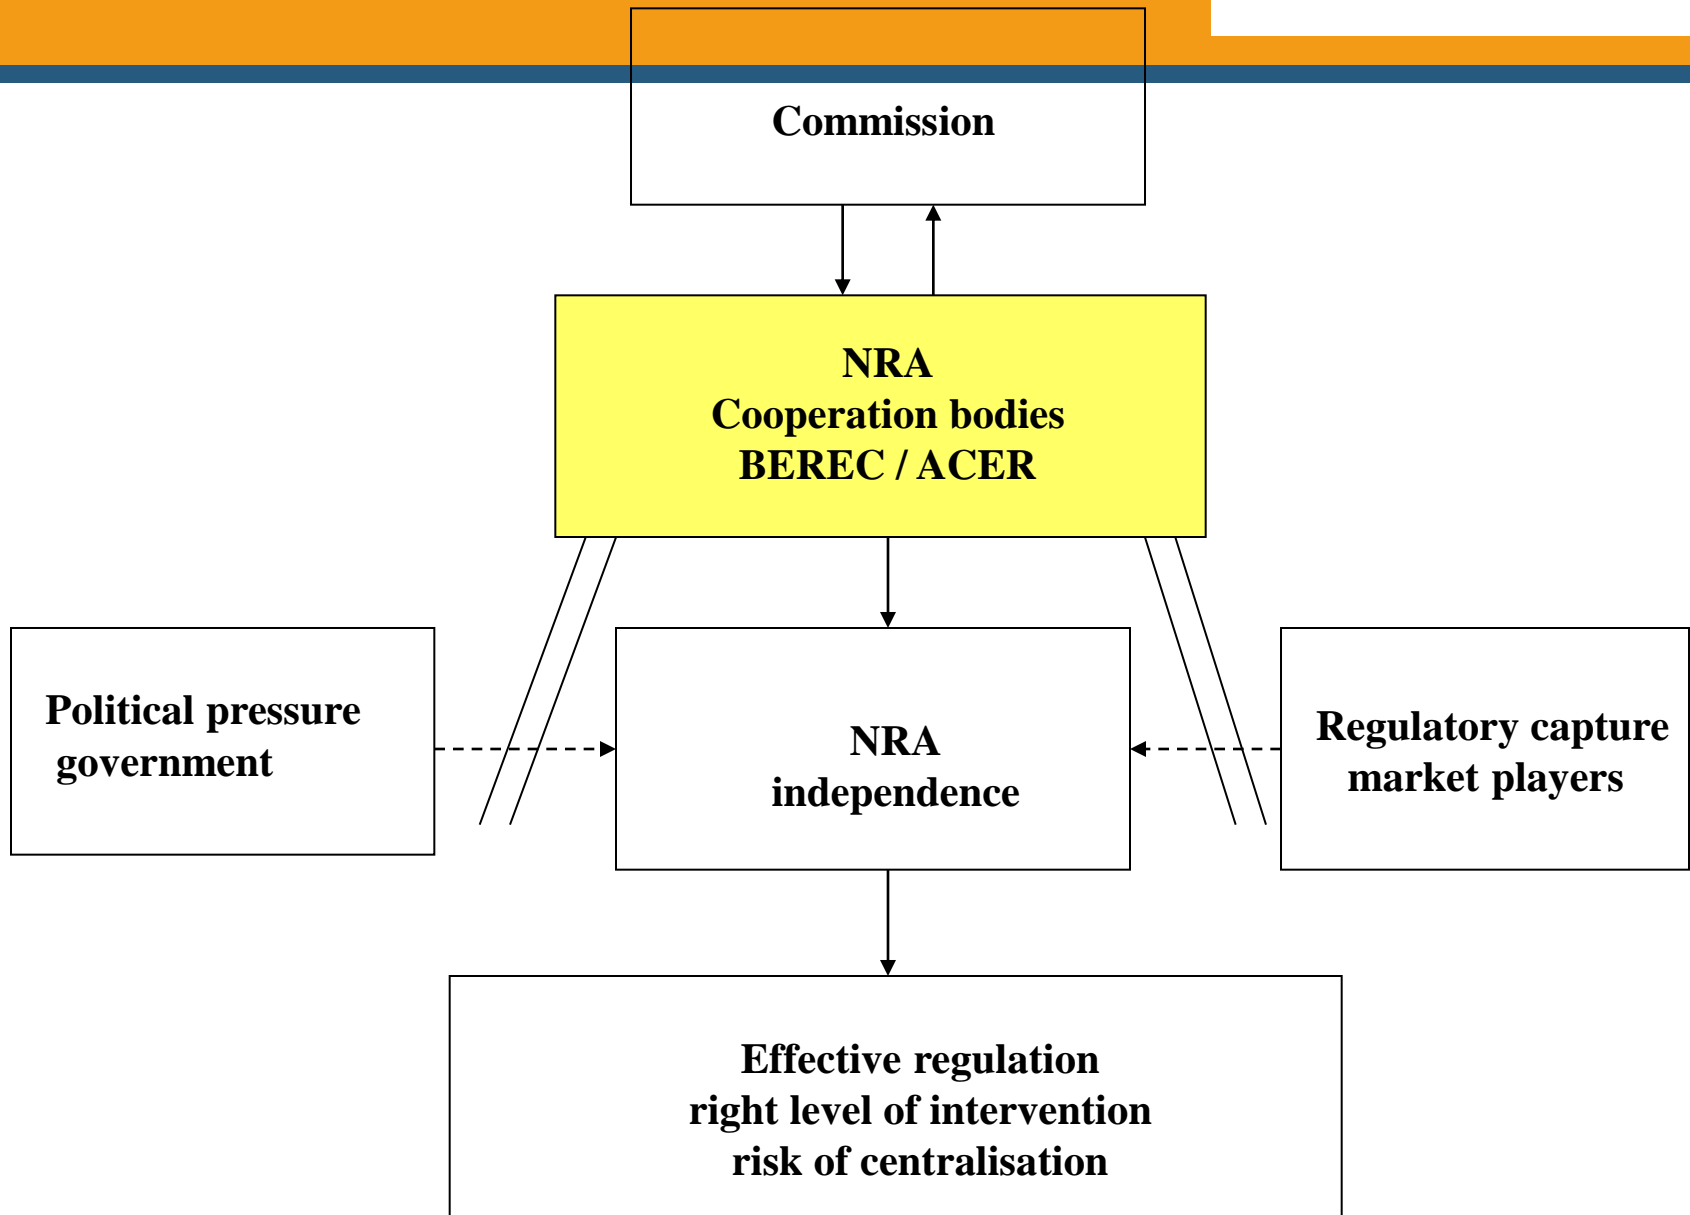 Commission
NRA
Cooperation bodies
BEREC / ACER
Political pressure
government
NRA
independence
Regulatory capture
market players
Effective regulation
right level of intervention
risk of centralisation